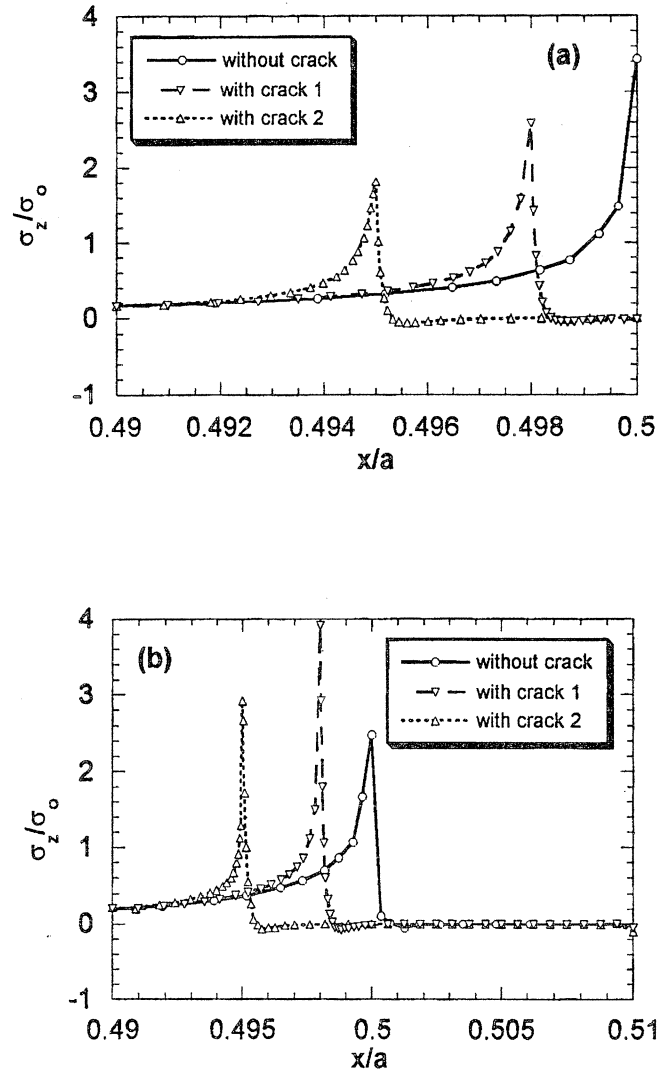 4
3
2
1
0
-1
σz/σo
without crack
with crack 1
with crack 2
(a)
0.49 0.492 0.494 0.496 0.498 0.5
x/a
4
3
2
1
0
-1
σz/σo
(b)
without crack
with crack 1
with crack 2
0.49 0.495 0.5 0.505 0.51
x/a